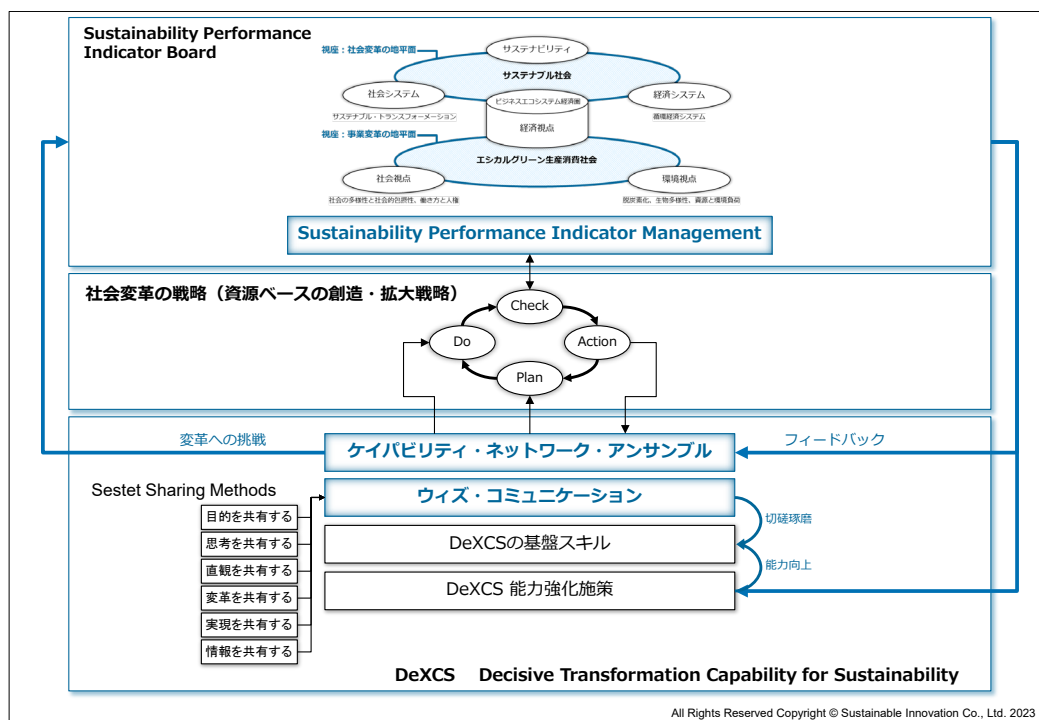 Sustainability Performance
Indicator Board
視座：社会変革の地平面
サステナビリティ
サステナブル社会
社会システム
経済システム
サステナブル・トランスフォーメーション
循環経済システム
ビジネスエコシステム経済圏
経済視点
視座：事業変革の地平面
エシカルグリーン生産消費社会
社会視点
環境視点
社会の多様性と社会的包摂性、働き方と人権
脱炭素化、生物多様性、資源と環境負荷
Sustainability Performance Indicator Management
社会変革の戦略（資源ベースの創造・拡大戦略）
Check
Do
Action
Plan
変革への挑戦
ケイパビリティ・ネットワーク・アンサンブル
フィードバック
Sestet Sharing Methods
ウィズ・コミュニケーション
目的を共有する
切磋琢磨
思考を共有する
DeXCSの基盤スキル
直観を共有する
能力向上
変革を共有する
DeXCS 能力強化施策
実現を共有する
情報を共有する
DeXCS Decisive Transformation Capability for Sustainability
All Rights Reserved Copyright © Sustainable Innovation Co., Ltd. 2023